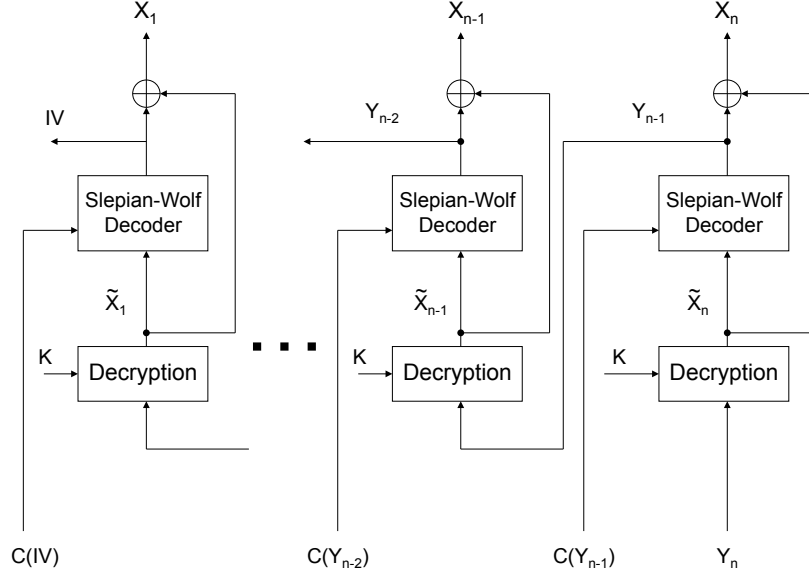 X₁ Xₙ₋₁ Xₙ
IV Yₙ₋₂ Yₙ₋₁
Slepian-Wolf
Decoder
Slepian-Wolf
Decoder
Slepian-Wolf
Decoder
X̃₁ X̃ₙ₋₁ X̃ₙ
K Decryption K Decryption K Decryption
C(IV) C(Yₙ₋₂) C(Yₙ₋₁) Yₙ